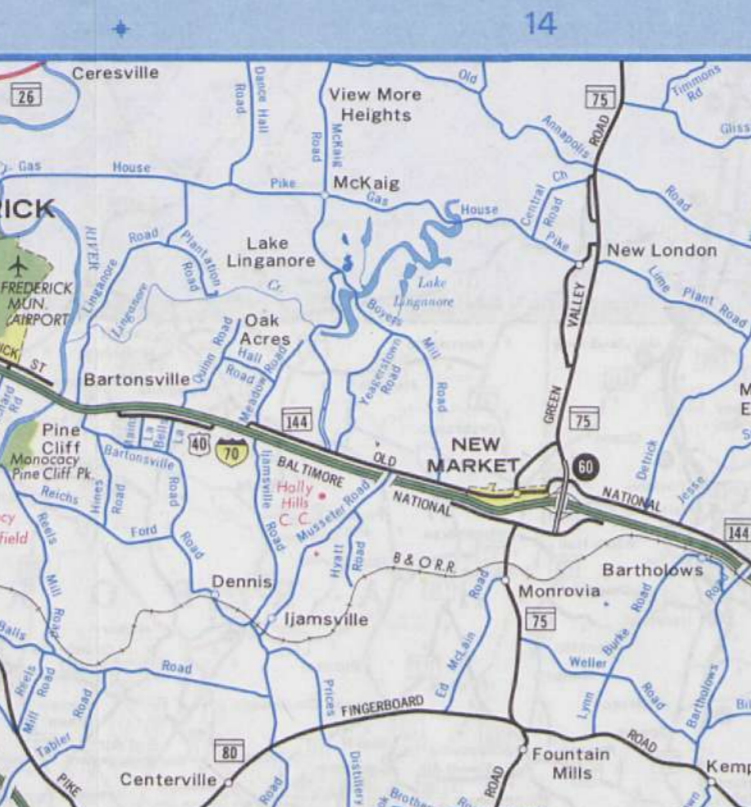 14
Ceresville
26
Dance Hall
Road
View More
Heights
McKaig
Road
Old
Annapolis
Road
75
ROAD
Timmons
Rd
Gas
House
Pike
McKaig
Gas
House
Pike
Central
Ch
Road
New London
Lime
Plant Road
RIVER
Linganore
Road
Plantation
Road
Lake
Linganore
Linganore
Cr.
Lake
Linganore
FREDERICK
MUN.
AIRPORT
ST
VALLEY
GREEN
Oak
Acres
Quinn Road
Hall
Road
Meadow
Road
Boyers
Mill
Road
Yeagerstown
Road
Bartonsville
Bartonsville
Road
La
Belle
La
40
70
144
OLD
BALTIMORE
NATIONAL
NEW
MARKET
75
60
NATIONAL
Detrick
Jesse
144
Pine
Cliff
Monocacy
Pine Cliff Pk.
Reichs
Ford
Road
Hines
Road
Reels
Mill
Road
Ijamsville
Road
Holly
Hills
C. C.
Musseter Road
Hyatt
Road
B & O R.R.
Dennis
Ijamsville
Monrovia
75
Bartholows
Road
Burke
Road
Lynn
Weller
Road
Bartholows
Road
Ed
McLain
Road
Balls
Road
Reels
Mill
Road
Tabler
Road
Prices
Distillery
FINGERBOARD
ROAD
80
Centerville
Road
Fountain
Mills
ROAD
PIKE